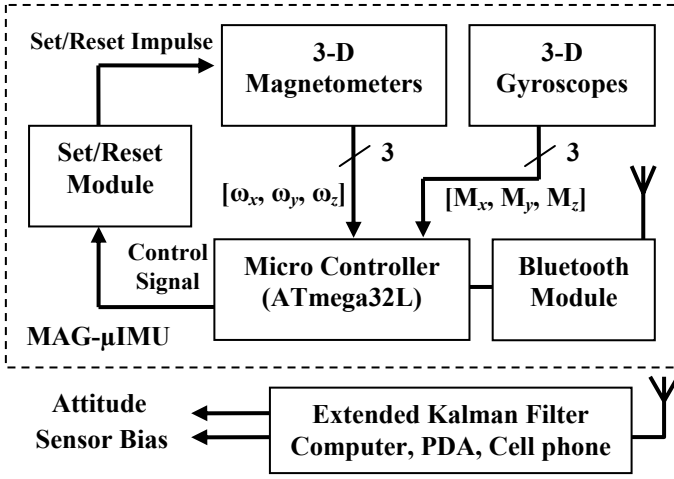 Set/Reset Impulse
3-D
Magnetometers
3-D
Gyroscopes
Set/Reset
Module
3
3
[ωx, ωy, ωz]
[Mx, My, Mz]
Control
Signal
Micro Controller
(ATmega32L)
Bluetooth
Module
MAG-μIMU
Attitude
Sensor Bias
Extended Kalman Filter
Computer, PDA, Cell phone